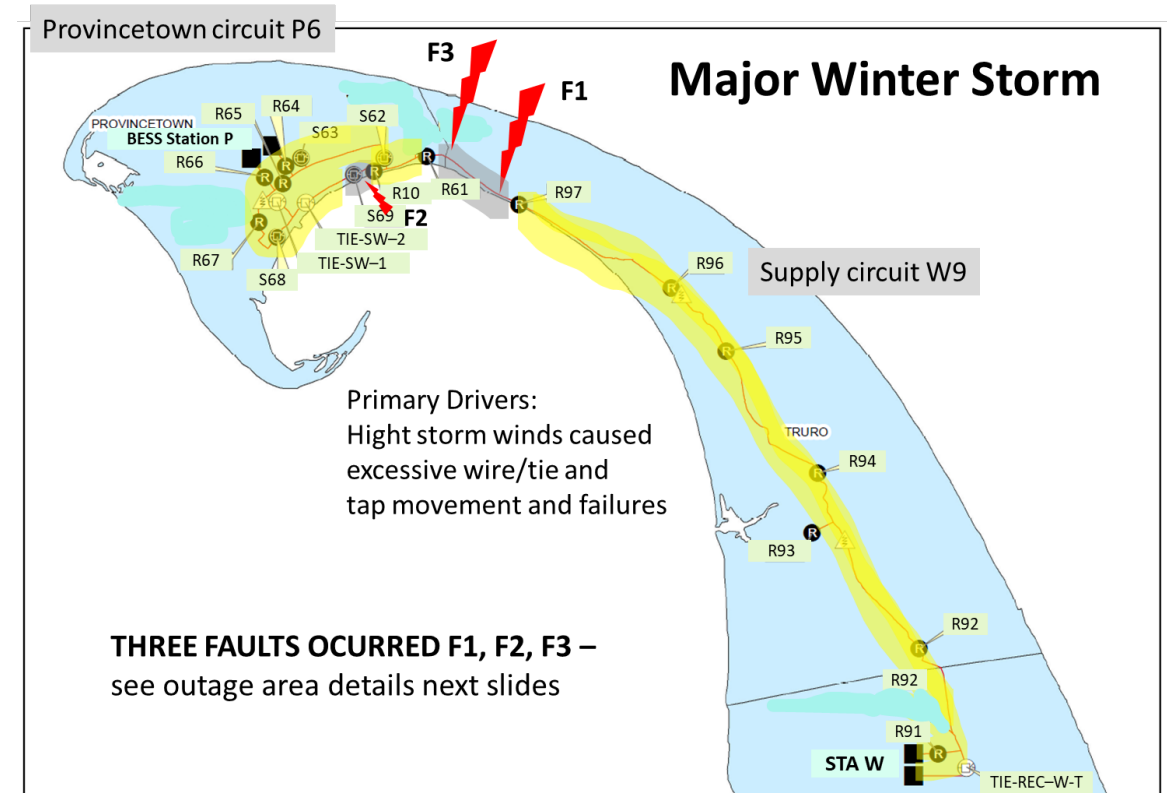 Provincetown circuit P6
Major Winter Storm
F3
F1
R64
R65
S62
PROVINCETOWN
S63
BESS Station P
R66
R10
R61
R97
S69
F2
TIE-SW–2
R67
TIE-SW–1
S68
R96
Supply circuit W9
R95
Primary Drivers:
Hight storm winds caused
excessive wire/tie and
tap movement and failures
TRURO
R94
R93
THREE FAULTS OCURRED F1, F2, F3 –
see outage area details next slides
R92
R92
R91
STA W
TIE-REC–W-T
R
R
R
R
R
R
R
R
R
R
R
R
R
R